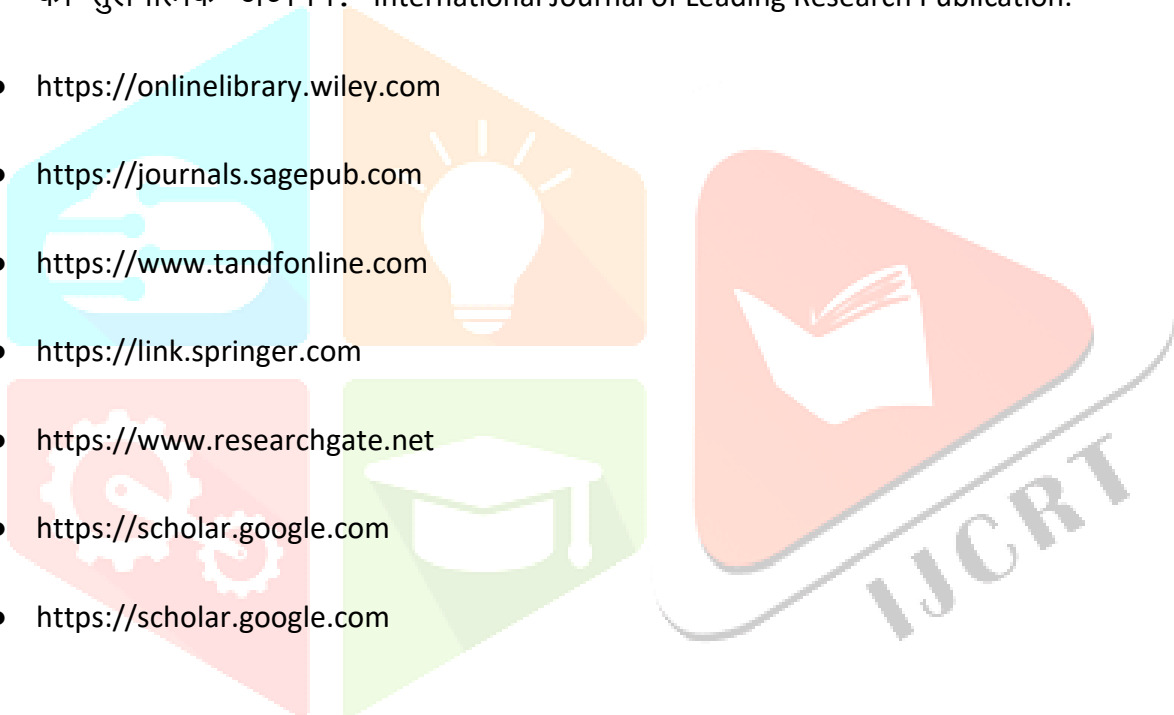 का International Journal of Leading Research Publication.
• https://onlinelibrary.wiley.com
• https://journals.sagepub.com
• https://www.tandfonline.com
• https://link.springer.com
• https://www.researchgate.net
• https://scholar.google.com
• https://scholar.google.com
IJCRT